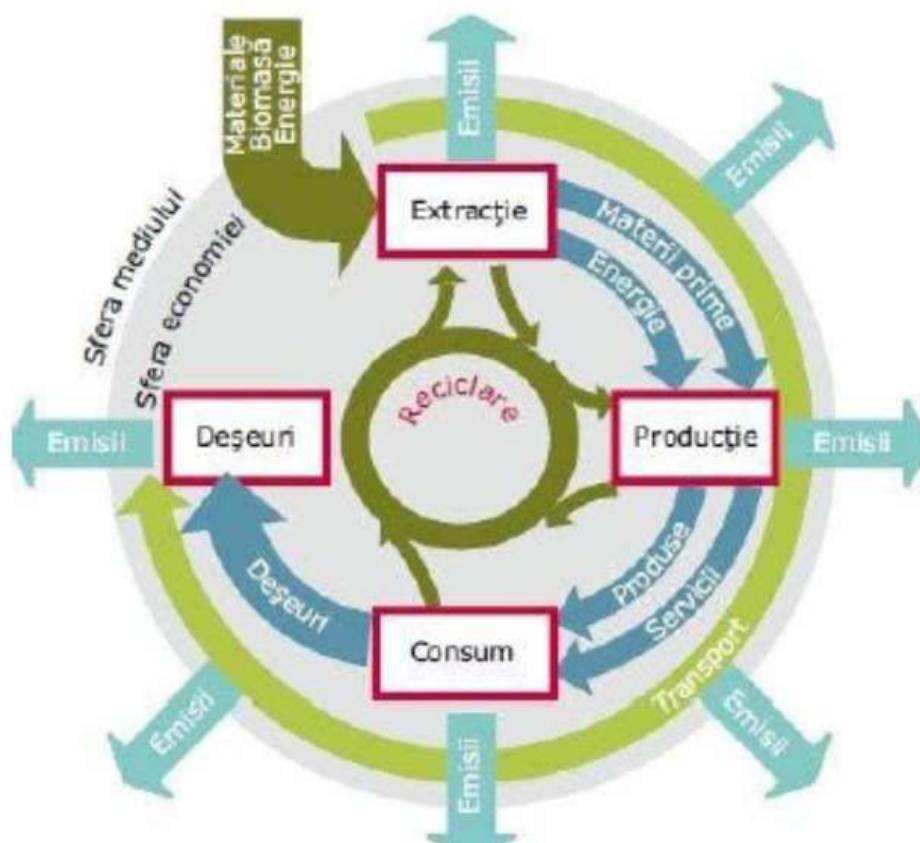 Materiale
Biomasă
Energie
Emisii
Emisii
Sfera mediului
Sfera economiei
Extracţie
Materii prime
Energie
Reciclare
Emisii
Deşeuri
Producţie
Emisii
Deşeuri
Produse
Servicii
Consum
Transport
Emisii
Emisii
Emisii